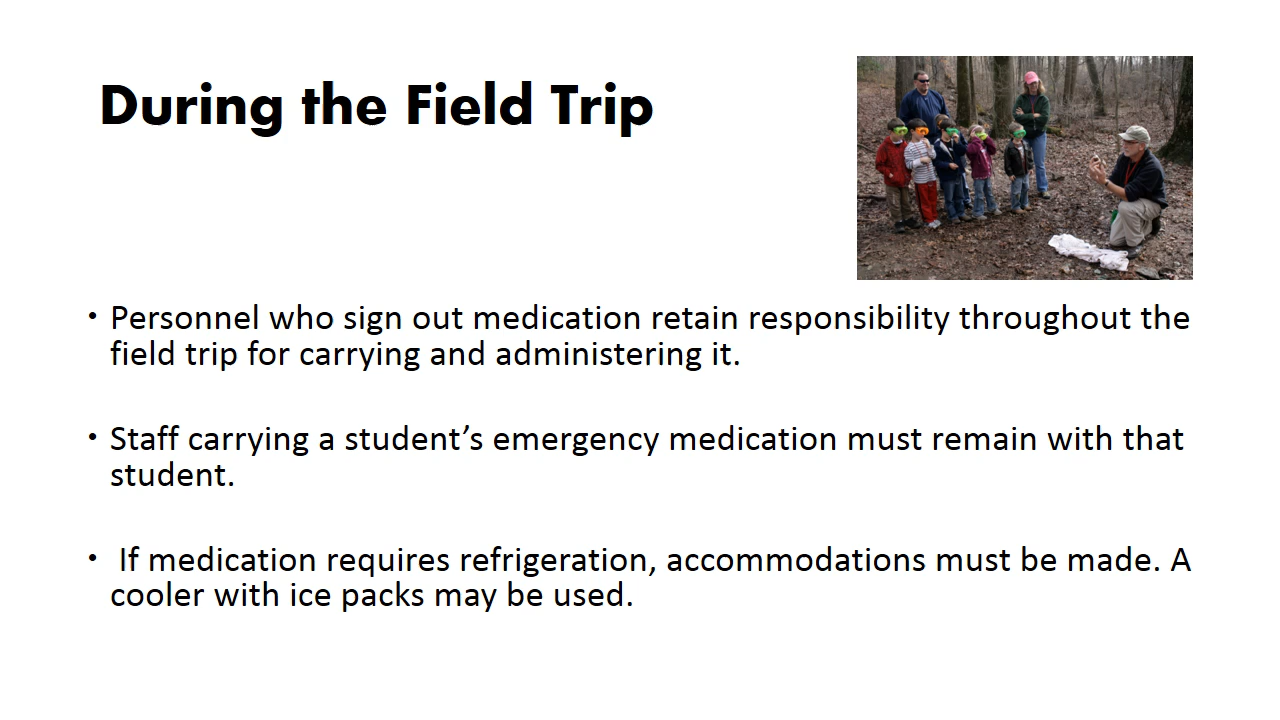 During the Field Trip
• Personnel who sign out medication retain responsibility throughout the
field trip for carrying and administering it.
• Staff carrying a student’s emergency medication must remain with that
student.
• If medication requires refrigeration, accommodations must be made. A
cooler with ice packs may be used.